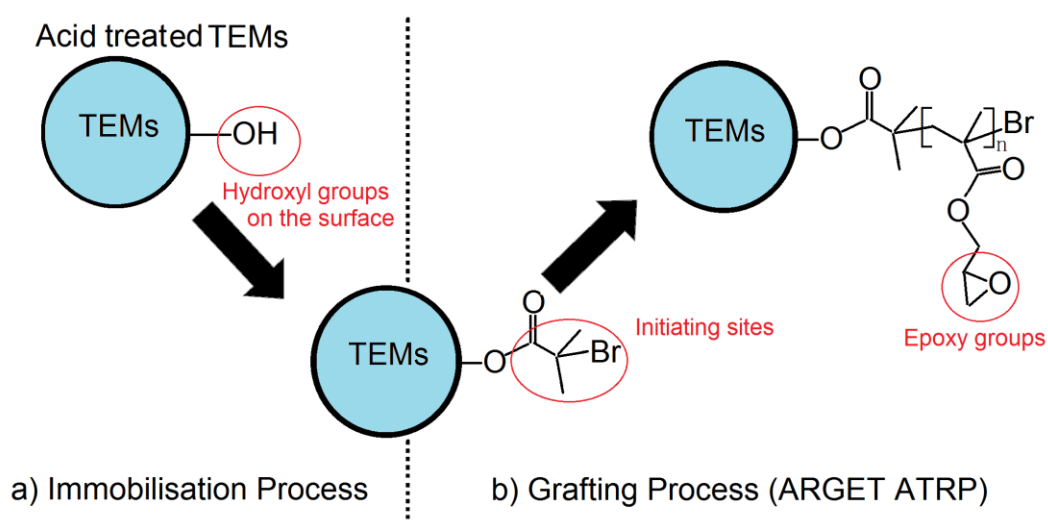 Acid treated TEMs
TEMs
OH
Hydroxyl groups
on the surface
TEMs
O
O
Br
Initiating sites
TEMs
O
O
Br
n
O
O
O
Epoxy groups
a) Immobilisation Process
b) Grafting Process (ARGET ATRP)